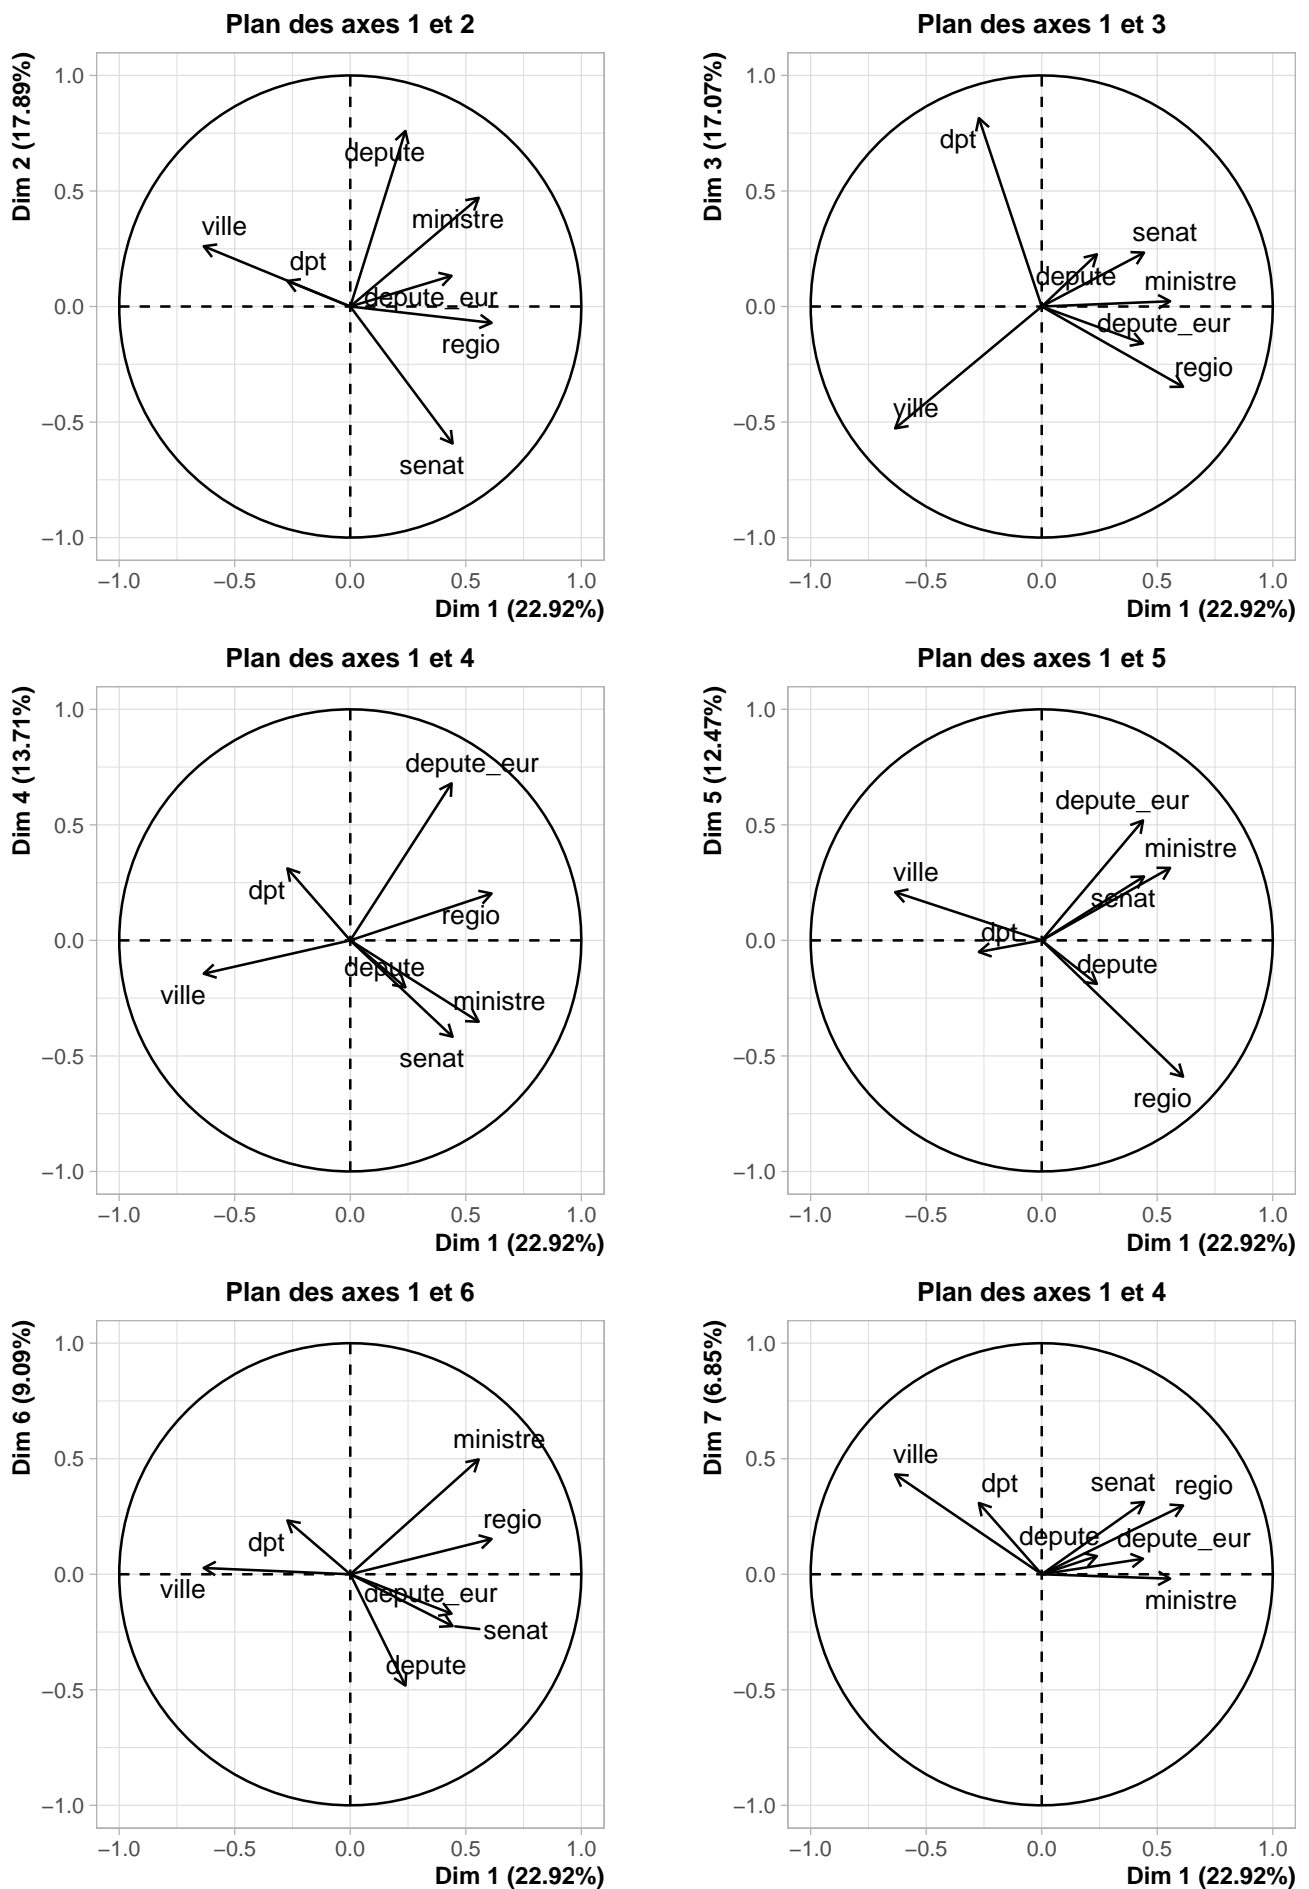 Plan des axes 1 et 2
Dim 2 (17.89%)
1.0
0.5
0.0
−0.5
−1.0
depute
ministre
ville
dpt
depute_eur
regio
senat
−1.0 −0.5 0.0 0.5 1.0
Dim 1 (22.92%)
Plan des axes 1 et 3
Dim 3 (17.07%)
1.0
0.5
0.0
−0.5
−1.0
dpt
senat
depute
ministre
depute_eur
regio
ville
−1.0 −0.5 0.0 0.5 1.0
Dim 1 (22.92%)
Plan des axes 1 et 4
Dim 4 (13.71%)
1.0
0.5
0.0
−0.5
−1.0
depute_eur
dpt
regio
depute
ville
ministre
senat
−1.0 −0.5 0.0 0.5 1.0
Dim 1 (22.92%)
Plan des axes 1 et 5
Dim 5 (12.47%)
1.0
0.5
0.0
−0.5
−1.0
depute_eur
ministre
ville
senat
dpt
depute
regio
−1.0 −0.5 0.0 0.5 1.0
Dim 1 (22.92%)
Plan des axes 1 et 6
Dim 6 (9.09%)
1.0
0.5
0.0
−0.5
−1.0
ministre
regio
dpt
ville
depute_eur
senat
depute
−1.0 −0.5 0.0 0.5 1.0
Dim 1 (22.92%)
Plan des axes 1 et 4
Dim 7 (6.85%)
1.0
0.5
0.0
−0.5
−1.0
ville
dpt
senat
regio
depute
depute_eur
ministre
−1.0 −0.5 0.0 0.5 1.0
Dim 1 (22.92%)